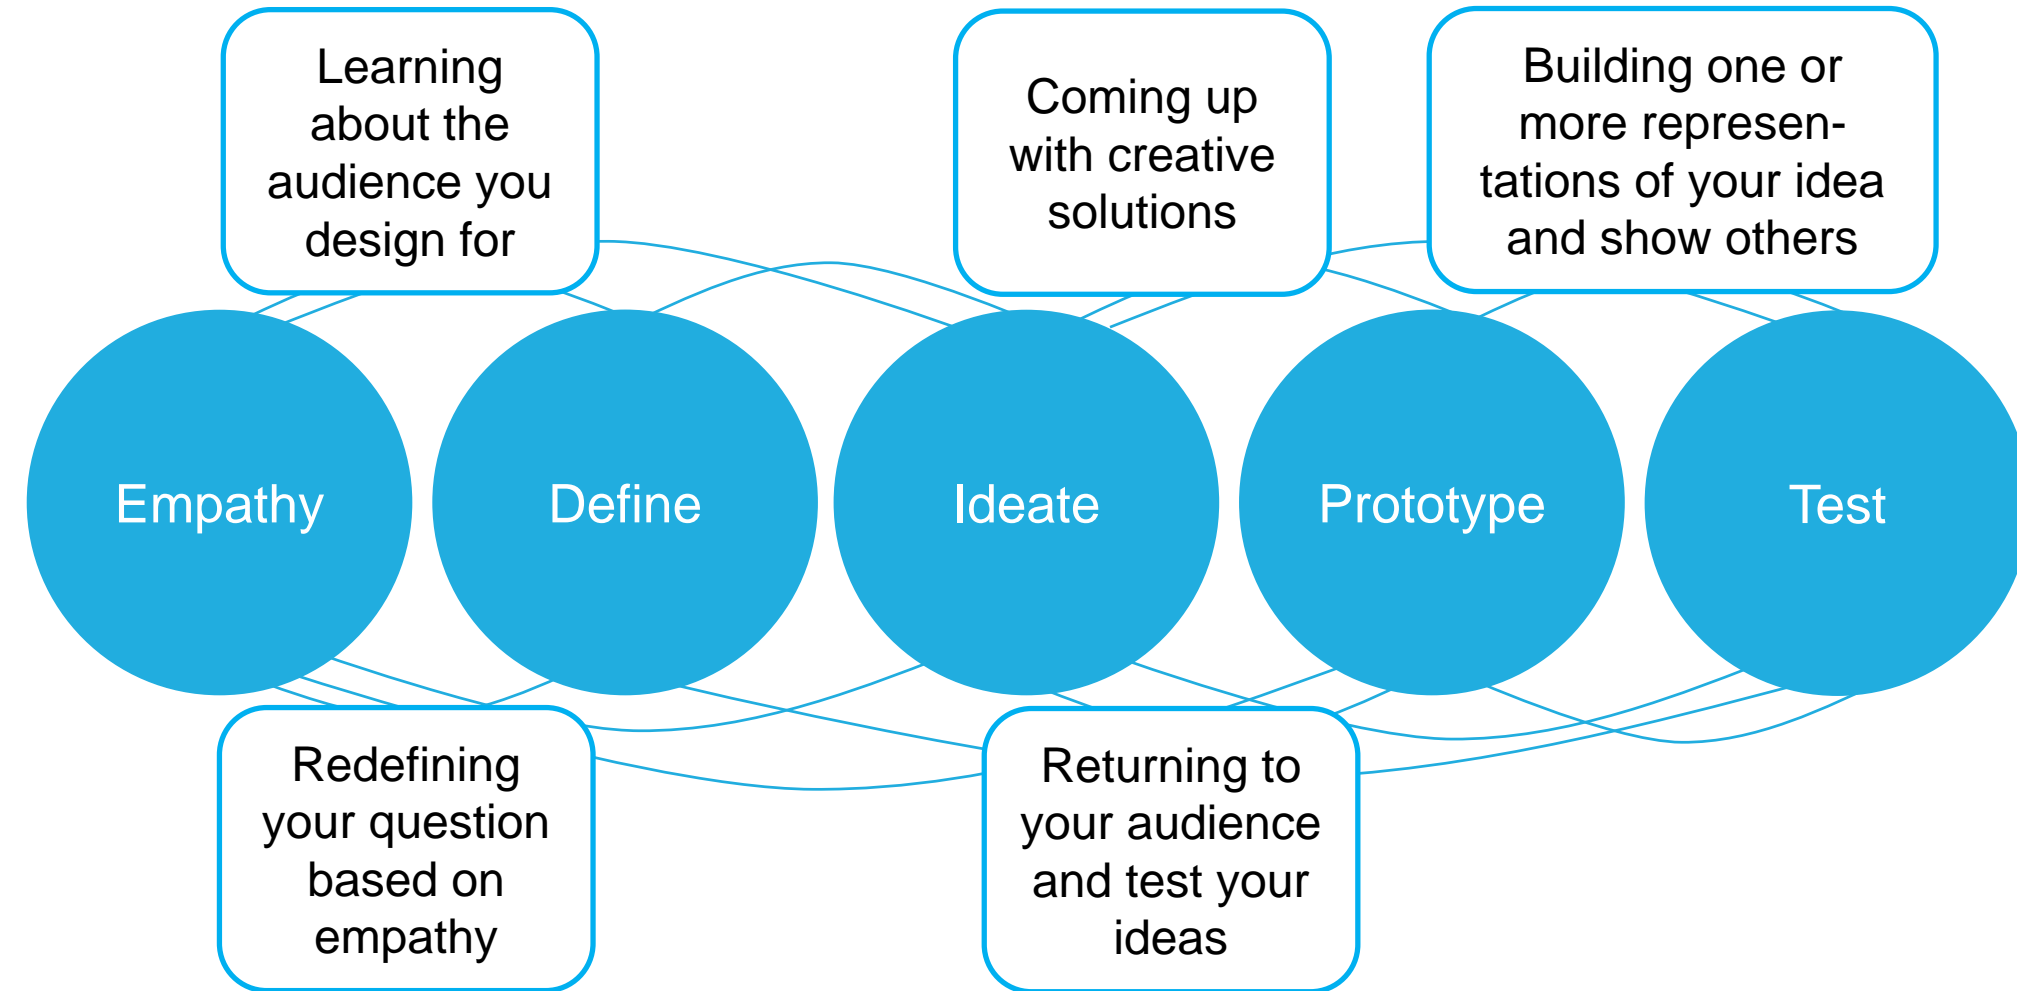 Learning
about the
audience you
design for
Coming up
with creative
solutions
Building one or
more represen-
tations of your idea
and show others
Empathy
Define
Ideate
Prototype
Test
Redefining
your question
based on
empathy
Returning to
your audience
and test your
ideas